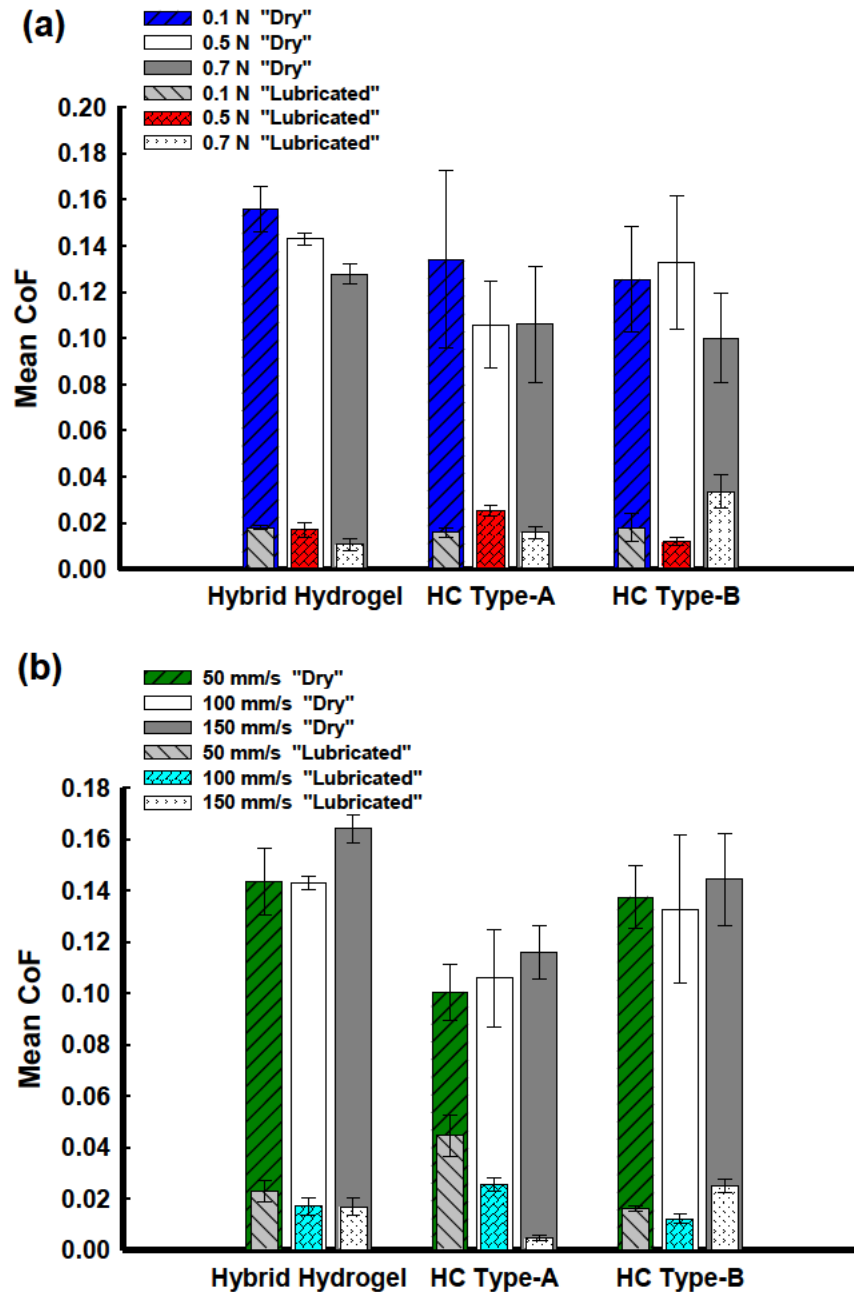 (a)
0.1 N "Dry"
0.5 N "Dry"
0.7 N "Dry"
0.1 N "Lubricated"
0.5 N "Lubricated"
0.7 N "Lubricated"
Mean CoF
0.20
0.18
0.16
0.14
0.12
0.10
0.08
0.06
0.04
0.02
0.00
Hybrid Hydrogel HC Type-A HC Type-B
(b)
50 mm/s "Dry"
100 mm/s "Dry"
150 mm/s "Dry"
50 mm/s "Lubricated"
100 mm/s "Lubricated"
150 mm/s "Lubricated"
Mean CoF
0.18
0.16
0.14
0.12
0.10
0.08
0.06
0.04
0.02
0.00
Hybrid Hydrogel HC Type-A HC Type-B